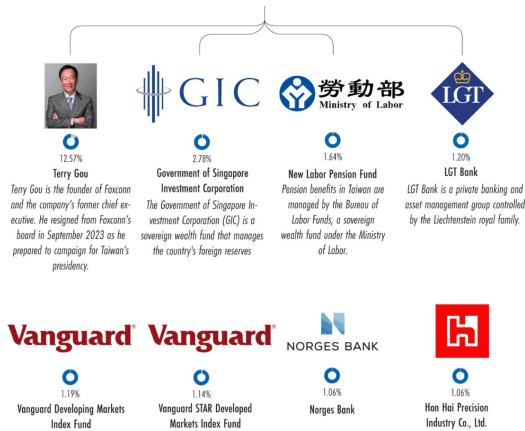 GIC
勞動部
Ministry of Labor
LGT
12.57%
Terry Gou
Terry Gou is the founder of Foxconn
and the company's former chief ex-
ecutive. He resigned from Foxconn's
board in September 2023 as he
prepared to campaign for Taiwan's
presidency.
2.78%
Government of Singapore
Investment Corporation
The Government of Singapore In-
vestment Corporation (GIC) is a
sovereign wealth fund that manages
the country's foreign reserves
1.64%
New Labor Pension Fund
Pension benefits in Taiwan are
managed by the Bureau of
Labor Funds, a sovereign
wealth fund under the Ministry
of Labor.
1.20%
LGT Bank
LGT Bank is a private banking and
asset management group controlled
by the Liechtenstein royal family.
Vanguard®
1.19%
Vanguard Developing Markets
Index Fund
Vanguard®
1.14%
Vanguard STAR Developed
Markets Index Fund
NORGES BANK
1.06%
Norges Bank
1.06%
Hon Hai Precision
Industry Co., Ltd.